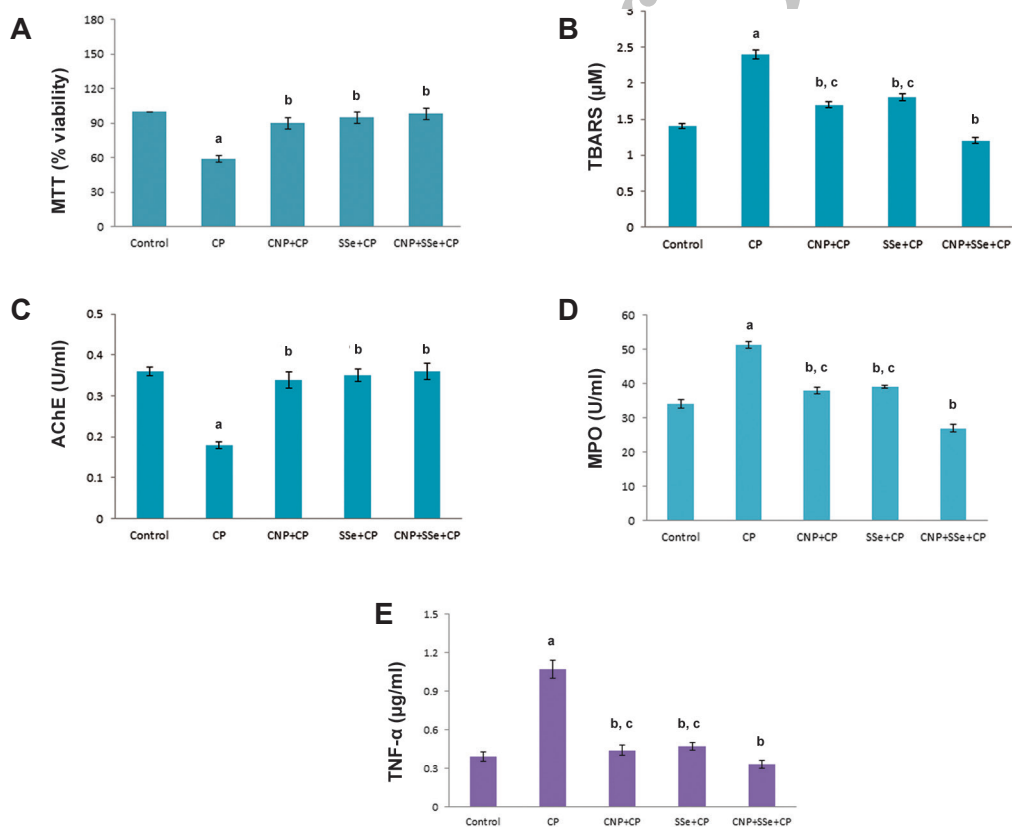 A
MTT (% viability)
180
150
120
90
60
30
0
a
b
b
b
Control
CP
CNP+CP
SSe+CP
CNP+SSe+CP
B
TBARS (µM)
3
2.5
2
1.5
1
0.5
0
a
b, c
b, c
b
Control
CP
CNP+CP
SSe+CP
CNP+SSe+CP
C
AChE (U/ml)
0.5
0.4
0.3
0.2
0.1
0
a
b
b
b
Control
CP
CNP+CP
SSe+CP
CNP+SSe+CP
D
MPO (U/ml)
60
50
40
30
20
10
0
a
b, c
b, c
b
Control
CP
CNP+CP
SSe+CP
CNP+SSe+CP
E
TNF-α (µg/ml)
1.5
1.2
0.9
0.6
0.3
0
a
b, c
b, c
b
Control
CP
CNP+CP
SSe+CP
CNP+SSe+CP